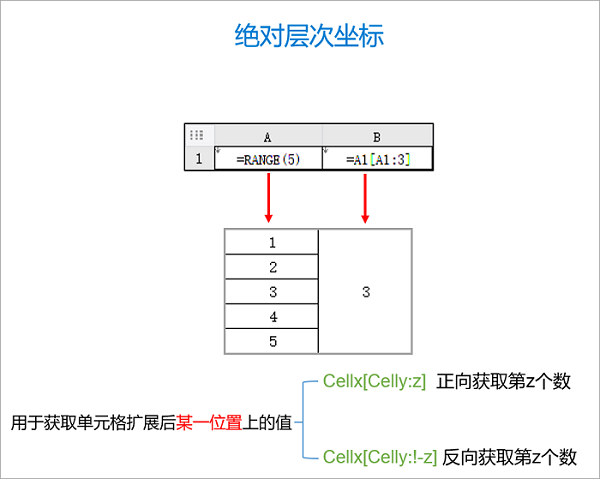 绝对层次坐标
A B
1 =RANGE(5) =A1[A1:3]
1
2
3 3
4
5
Cellx[Celly:z] 正向获取第z个数
用于获取单元格扩展后某一位置上的值
Cellx[Celly:!-z] 反向获取第z个数